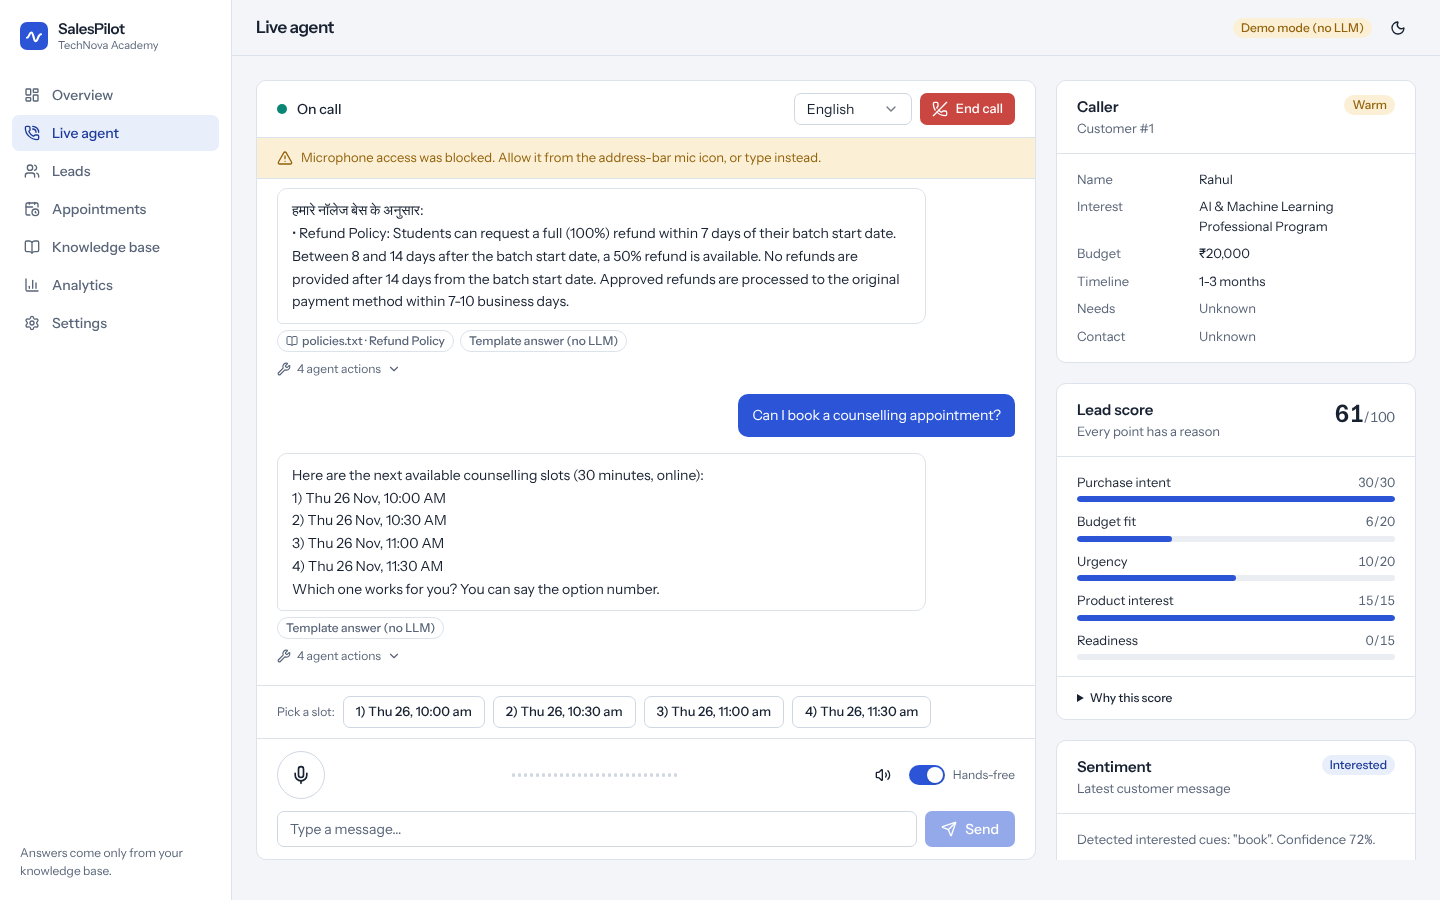 SalesPilot
TechNova Academy
Overview
Live agent
Leads
Appointments
Knowledge base
Analytics
Settings
Answers come only from your
knowledge base.
Live agent
Demo mode (no LLM)
On call
English
End call
Microphone access was blocked. Allow it from the address-bar mic icon, or type instead.
हमारे नॉलेज बेस के अनुसार:
• Refund Policy: Students can request a full (100%) refund within 7 days of their batch start date.
Between 8 and 14 days after the batch start date, a 50% refund is available. No refunds are
provided after 14 days from the batch start date. Approved refunds are processed to the original
payment method within 7-10 business days.
policies.txt · Refund Policy
Template answer (no LLM)
4 agent actions
Can I book a counselling appointment?
Here are the next available counselling slots (30 minutes, online):
1) Thu 26 Nov, 10:00 AM
2) Thu 26 Nov, 10:30 AM
3) Thu 26 Nov, 11:00 AM
4) Thu 26 Nov, 11:30 AM
Which one works for you? You can say the option number.
Template answer (no LLM)
4 agent actions
Pick a slot:
1) Thu 26, 10:00 am
2) Thu 26, 10:30 am
3) Thu 26, 11:00 am
4) Thu 26, 11:30 am
Hands-free
Type a message...
Send
Caller
Warm
Customer #1
Name Rahul
Interest AI & Machine Learning
Professional Program
Budget ₹20,000
Timeline 1-3 months
Needs Unknown
Contact Unknown
Lead score
61/100
Every point has a reason
Purchase intent 30/30
Budget fit 6/20
Urgency 10/20
Product interest 15/15
Readiness 0/15
Why this score
Sentiment
Interested
Latest customer message
Detected interested cues: "book". Confidence 72%.